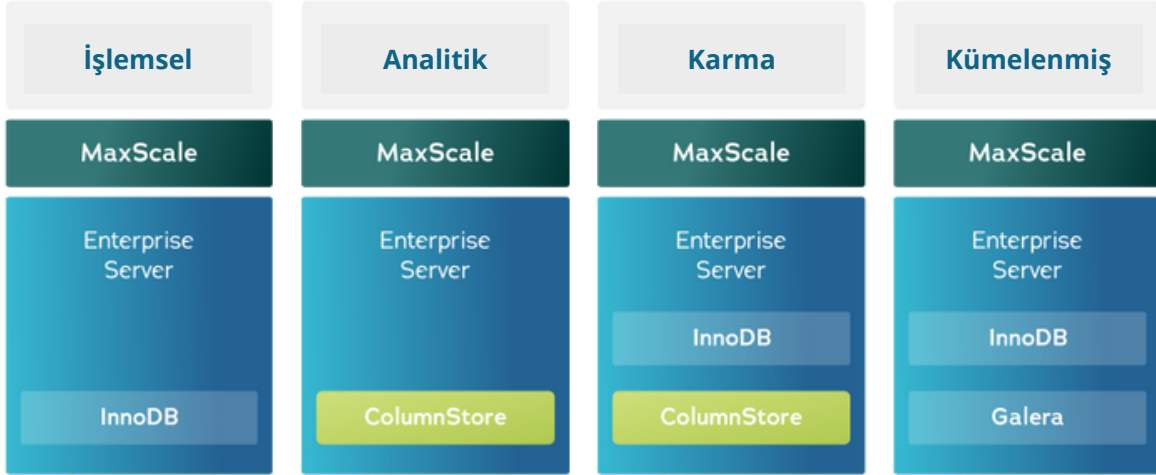 İşlemsel
MaxScale
Enterprise
Server
InnoDB
Analitik
MaxScale
Enterprise
Server
ColumnStore
Karma
MaxScale
Enterprise
Server
InnoDB
ColumnStore
Kümelenmiş
MaxScale
Enterprise
Server
InnoDB
Galera